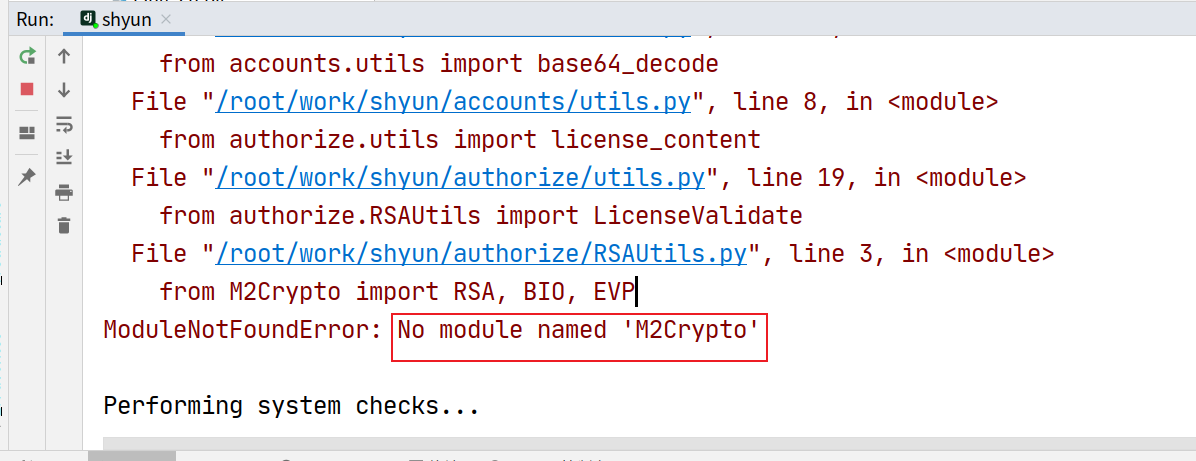 Run: shyun
from accounts.utils import base64_decode
File "/root/work/shyun/accounts/utils.py", line 8, in <module>
from authorize.utils import license_content
File "/root/work/shyun/authorize/utils.py", line 19, in <module>
from authorize.RSAUtils import LicenseValidate
File "/root/work/shyun/authorize/RSAUtils.py", line 3, in <module>
from M2Crypto import RSA, BIO, EVP
ModuleNotFoundError: No module named 'M2Crypto'
Performing system checks...